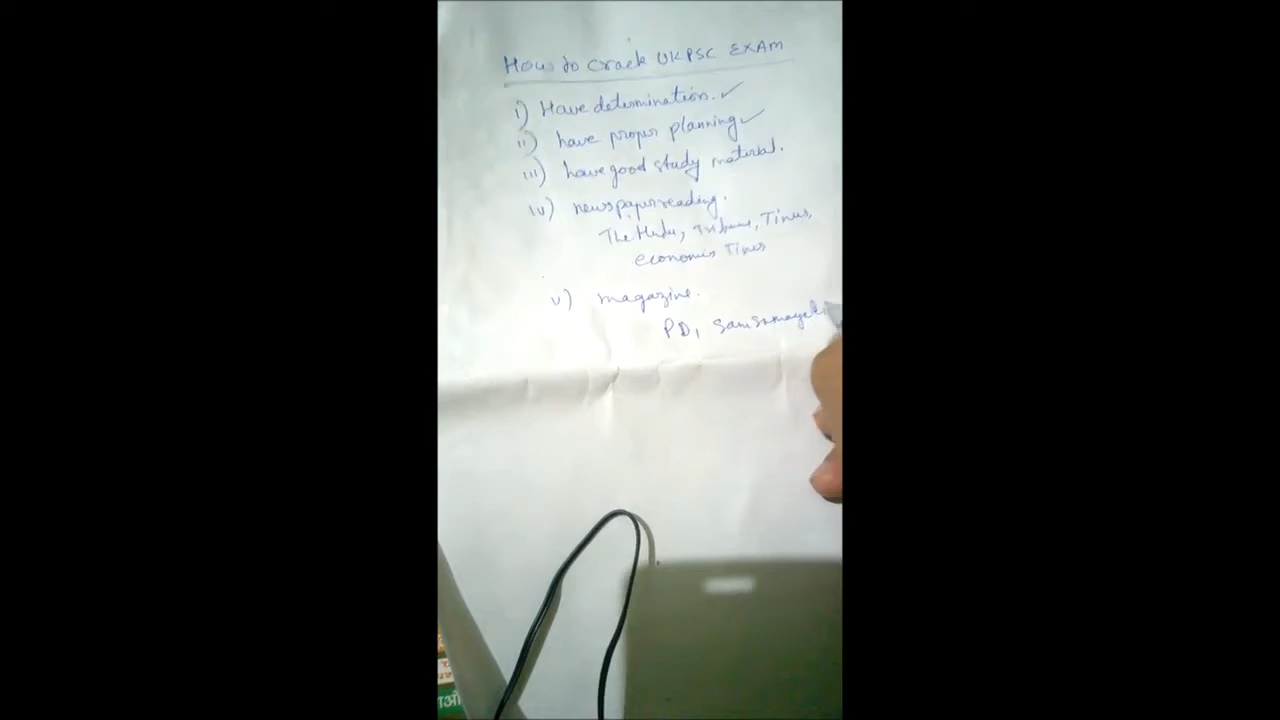 How to crack UKPSC EXAM
i) Have determination. ✓
ii) have proper planning ✓
iii) have good study material.
iv) newspaper reading.
The Hindu, Tribune, Times,
economics Times
v) magazine.
PD,